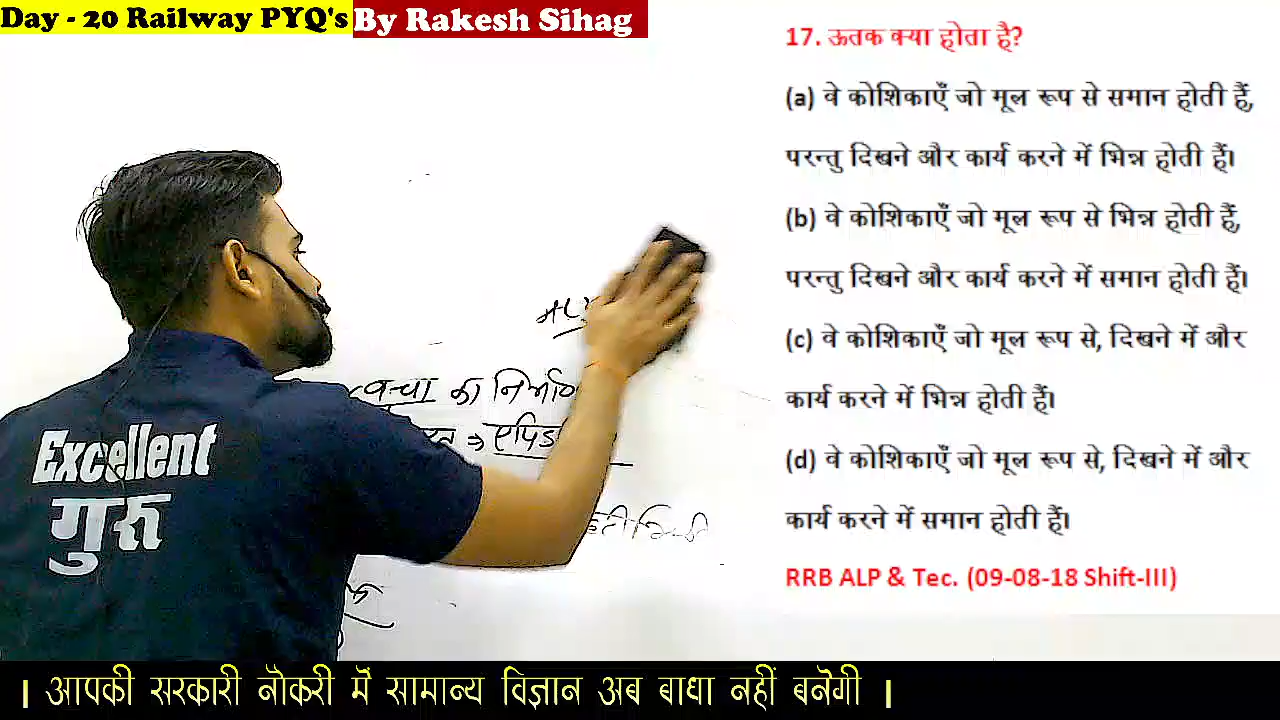 Day - 20 Railway PYQ's By Rakesh Sihag
17. ऊतक क्या होता है?
(a) वे कोशिकाएँ जो मूल रूप से समान होती हैं,
परन्तु दिखने और कार्य करने में भिन्न होती हैं।
(b) वे कोशिकाएँ जो मूल रूप से भिन्न होती हैं,
परन्तु दिखने और कार्य करने में समान होती हैं।
(c) वे कोशिकाएँ जो मूल रूप से, दिखने में और
कार्य करने में भिन्न होती हैं।
(d) वे कोशिकाएँ जो मूल रूप से, दिखने में और
कार्य करने में समान होती हैं।
RRB ALP & Tec. (09-08-18 Shift-III)
का
Excellent
गुरु
। आपकी सरकारी नौकरी में सामान्य विज्ञान अब बाधा नहीं बनेगी ।